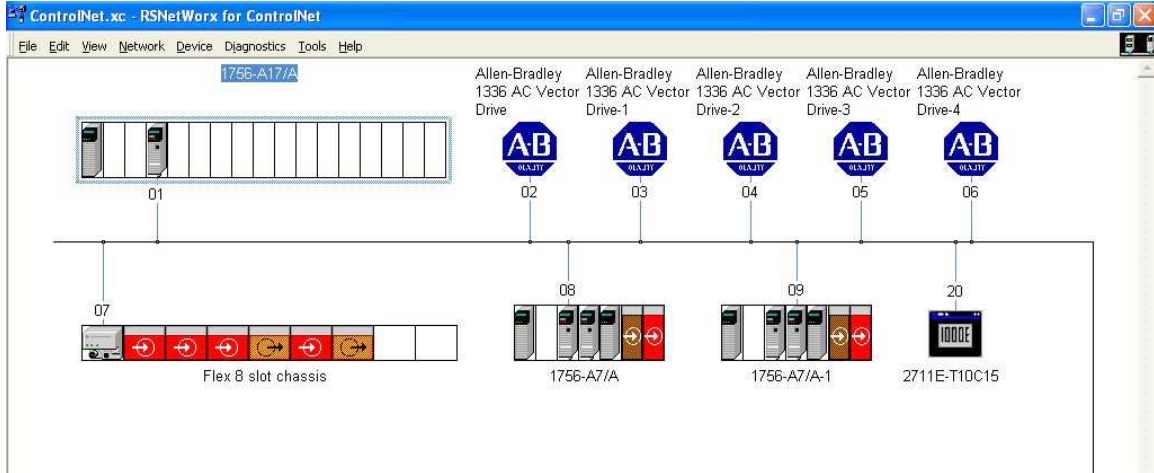 ControlNet.xc - RSNetWorx for ControlNet
File Edit View Network Device Diagnostics Tools Help
1756-A17/A
Allen-Bradley
1336 AC Vector
Drive
Allen-Bradley
1336 AC Vector
Drive-1
Allen-Bradley
1336 AC Vector
Drive-2
Allen-Bradley
1336 AC Vector
Drive-3
Allen-Bradley
1336 AC Vector
Drive-4
A-B
A-B
A-B
A-B
A-B
01
02
03
04
05
06
07
08
09
20
Flex 8 slot chassis
1756-A7/A
1756-A7/A-1
2711E-T10C15